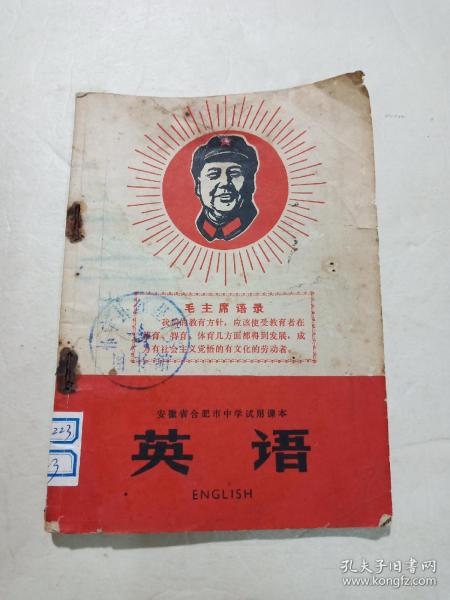 毛主席语录
我们的教育方针，应该使受教育者在
德育、智育、体育几方面都得到发展，成
为有社会主义觉悟的有文化的劳动者。
安徽省合肥市中学试用课本
英语
ENGLISH
223
3
孔夫子旧书网
www.kongfz.com